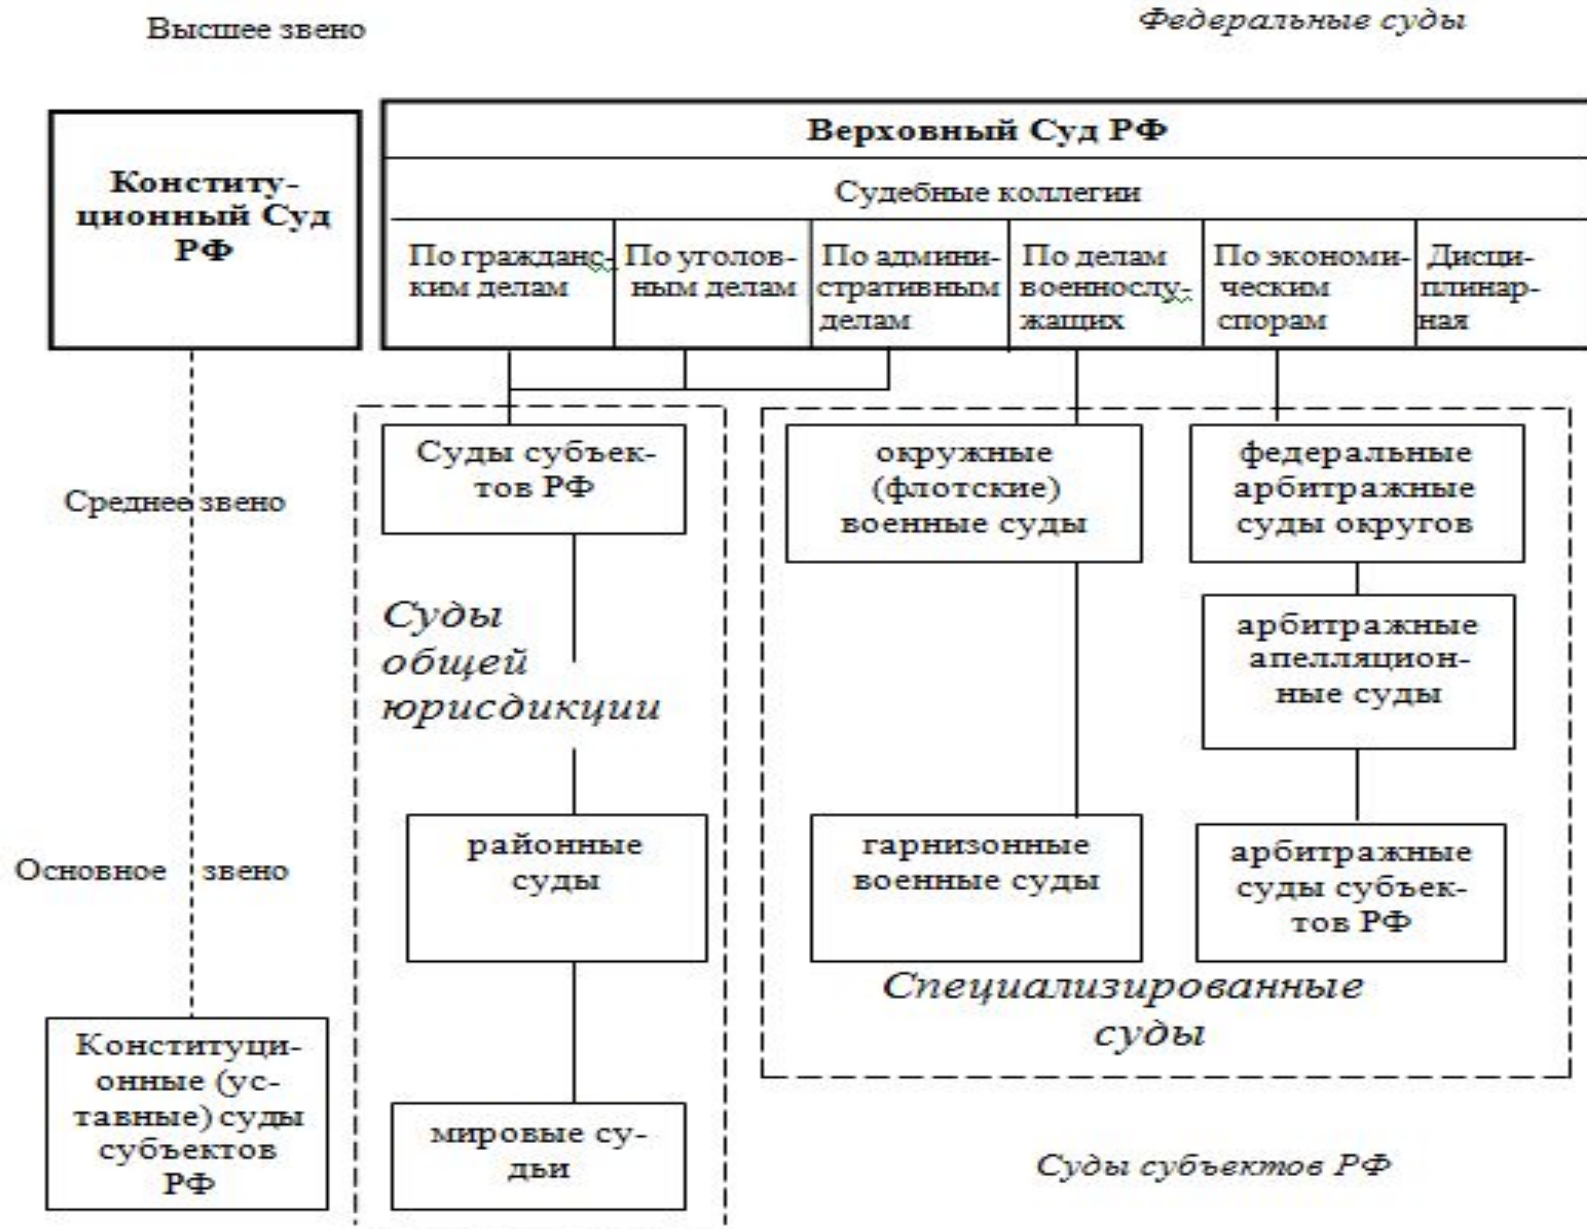 Высшее звено
Федеральные суды
Конститу-
ционный Суд
РФ
Верховный Суд РФ
Судебные коллегии
По гражданс-
ким делам
По уголов-
ным делам
По админи-
стративным
делам
По делам
военнослу-
жащих
По экономи-
ческим
спорам
Дисци-
плинар-
ная
Среднее звено
Суды субъек-
тов РФ
окружные
(флотские)
военные суды
федеральные
арбитражные
суды округов
Суды
общей
юрисдикции
арбитражные
апелляцион-
ные суды
Основное звено
районные
суды
гарнизонные
военные суды
арбитражные
суды субъек-
тов РФ
Специализированные
суды
Конституци-
онные (ус-
тавные) суды
субъектов
РФ
мировые су-
дьи
Суды субъектов РФ